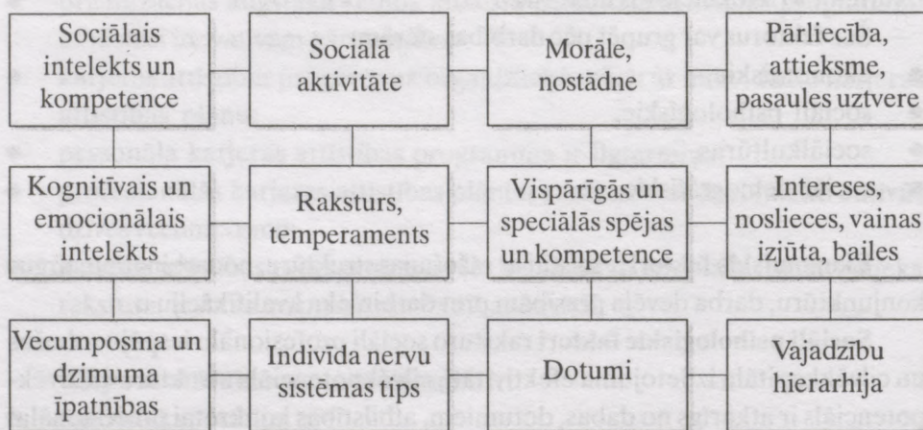 Sociālais
intelekts un
kompetence
Sociālā
aktivitāte
Morāle,
nostādne
Pārliecība,
attieksme,
pasaules uztvere
Kognitīvais un
emocionālais
intelekts
Raksturs,
temperaments
Vispārīgās un
speciālās spējas
un kompetence
Intereses,
noslieces, vainas
izjūta, bailes
Vecumposma un
dzimuma
īpatnības
Indivīda nervu
sistēmas tips
Dotumi
Vajadzību
hierarhija